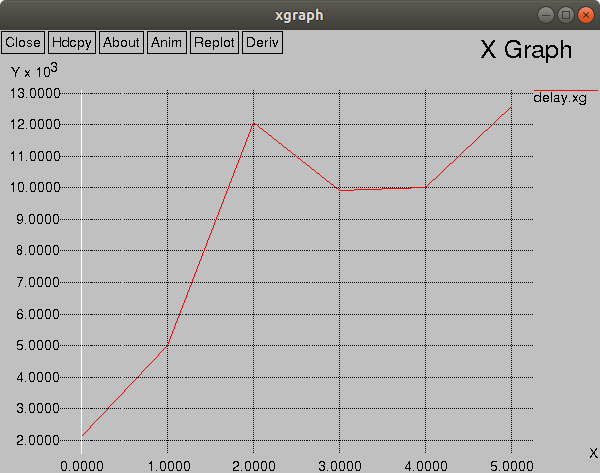 xgraph
Close Hdcpy About Anim Replot Deriv
X Graph
Y x 10³
delay.xg
13.0000
12.0000
11.0000
10.0000
9.0000
8.0000
7.0000
6.0000
5.0000
4.0000
3.0000
2.0000
X
0.0000 1.0000 2.0000 3.0000 4.0000 5.0000